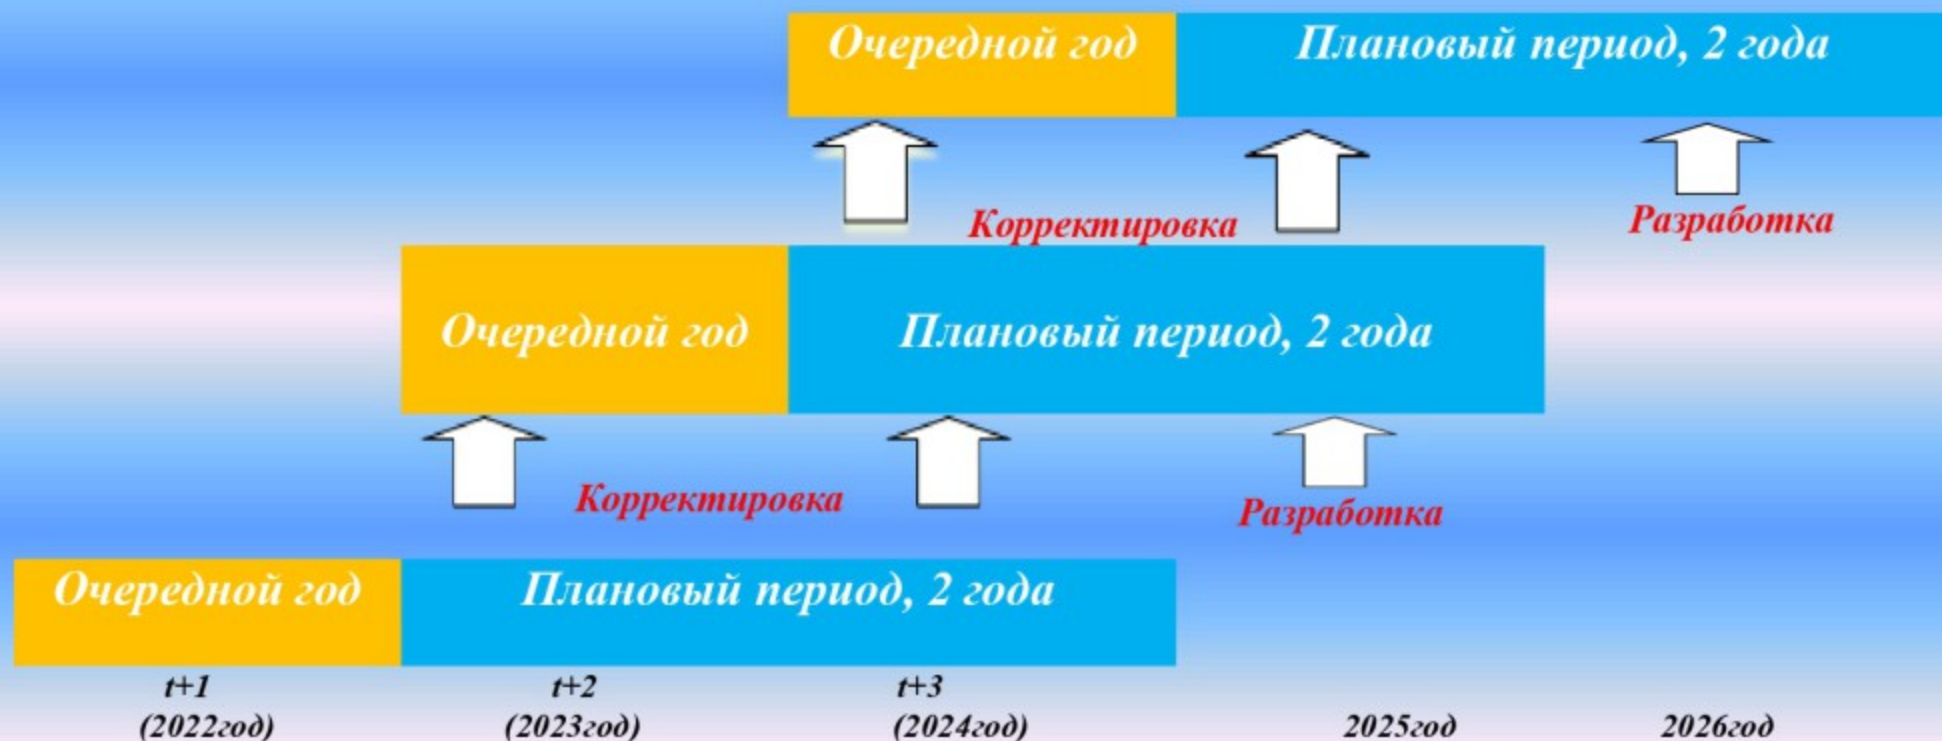 Очередной год
Плановый период, 2 года
Корректировка
Разработка
Очередной год
Плановый период, 2 года
Корректировка
Разработка
Очередной год
Плановый период, 2 года
t+1
t+2
t+3
(2022год)
(2023год)
(2024год)
2025год
2026год